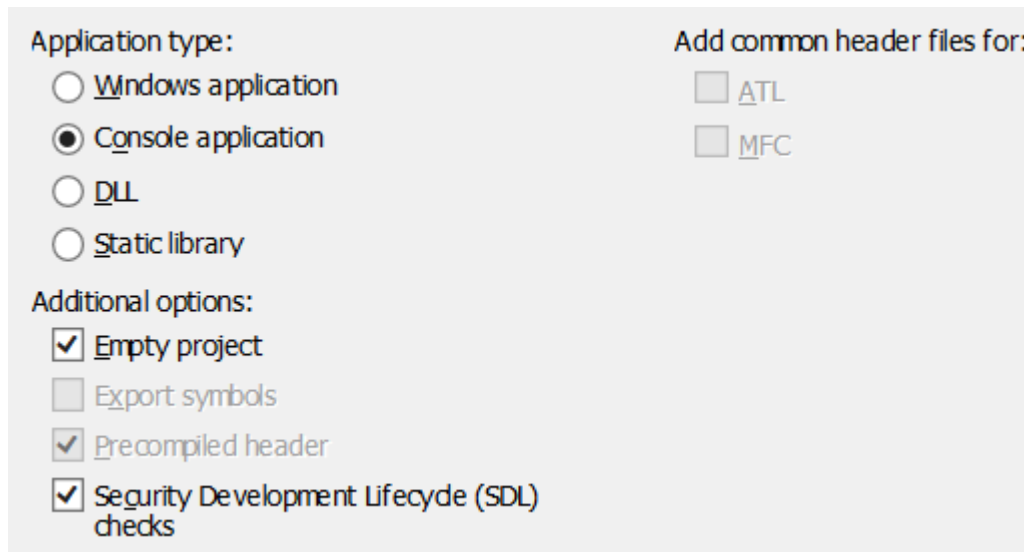 Application type:
Windows application
Console application
DLL
Static library
Additional options:
Empty project
Export symbols
Precompiled header
Security Development Lifecycle (SDL)
checks
Add common header files for:
ATL
MFC